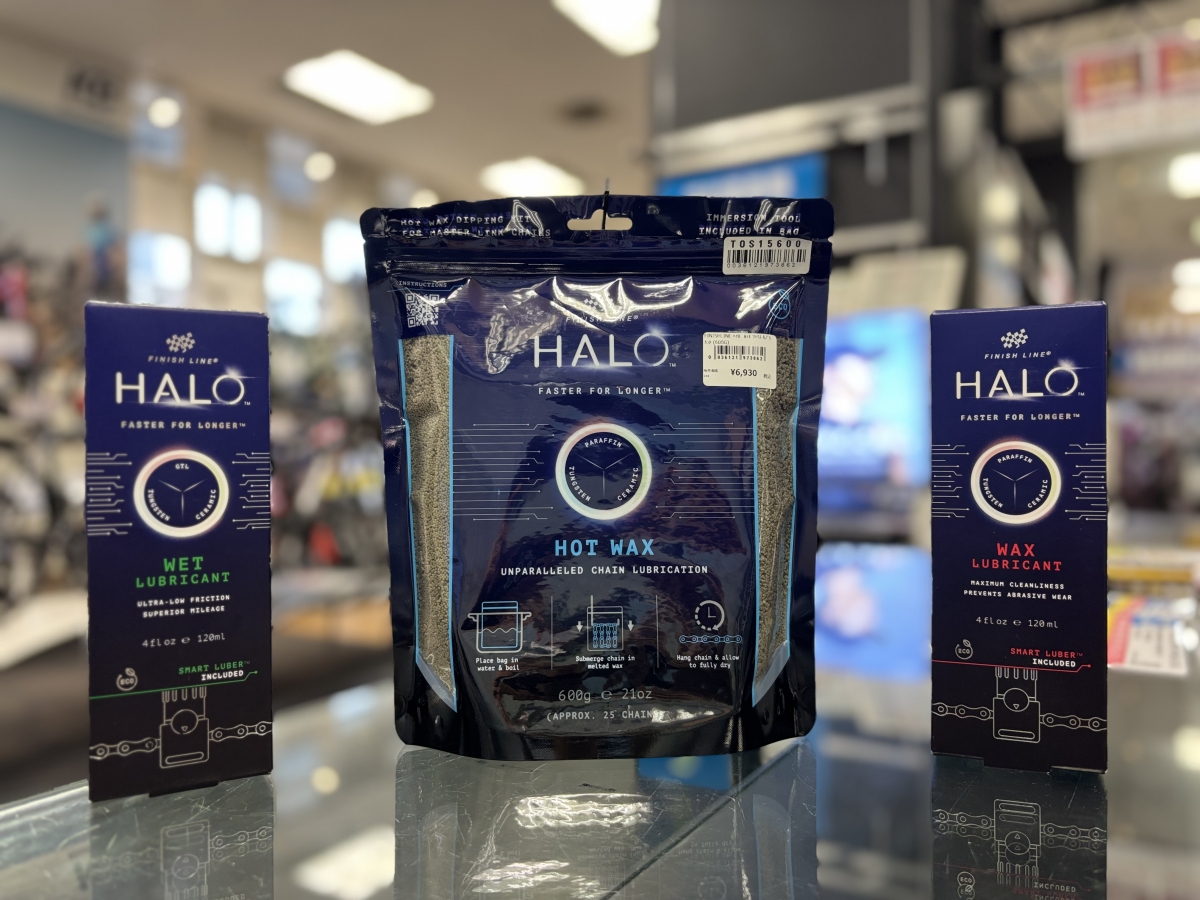 FINISH LINE®
HALO™
FASTER FOR LONGER™
GTL
TUNGSTEN
CERAMIC
WET
LUBRICANT
ULTRA-LOW FRICTION
SUPERIOR MILEAGE
4fl oz ℮ 120ml
ECO
SMART LUBER™
INCLUDED
HOT WAX DIPPING KIT
FOR MASTER LINK CHAINS
IMMERSION TOOL
INCLUDED IN BAG
TOS15600
INSTRUCTIONS
FINISH LINE®
HALO™
FASTER FOR LONGER™
¥6,930
PARAFFIN
TUNGSTEN
CERAMIC
HOT WAX
UNPARALLELED CHAIN LUBRICATION
Place bag in
water & boil
Submerge chain in
melted wax
Hang chain & allow
to fully dry
600g ℮ 21oz
(APPROX. 25 CHAINS)
FINISH LINE®
HALO™
FASTER FOR LONGER™
PARAFFIN
TUNGSTEN
CERAMIC
WAX
LUBRICANT
MAXIMUM CLEANLINESS
PREVENTS ABRASIVE WEAR
4fl oz ℮ 120ml
ECO
SMART LUBER™
INCLUDED